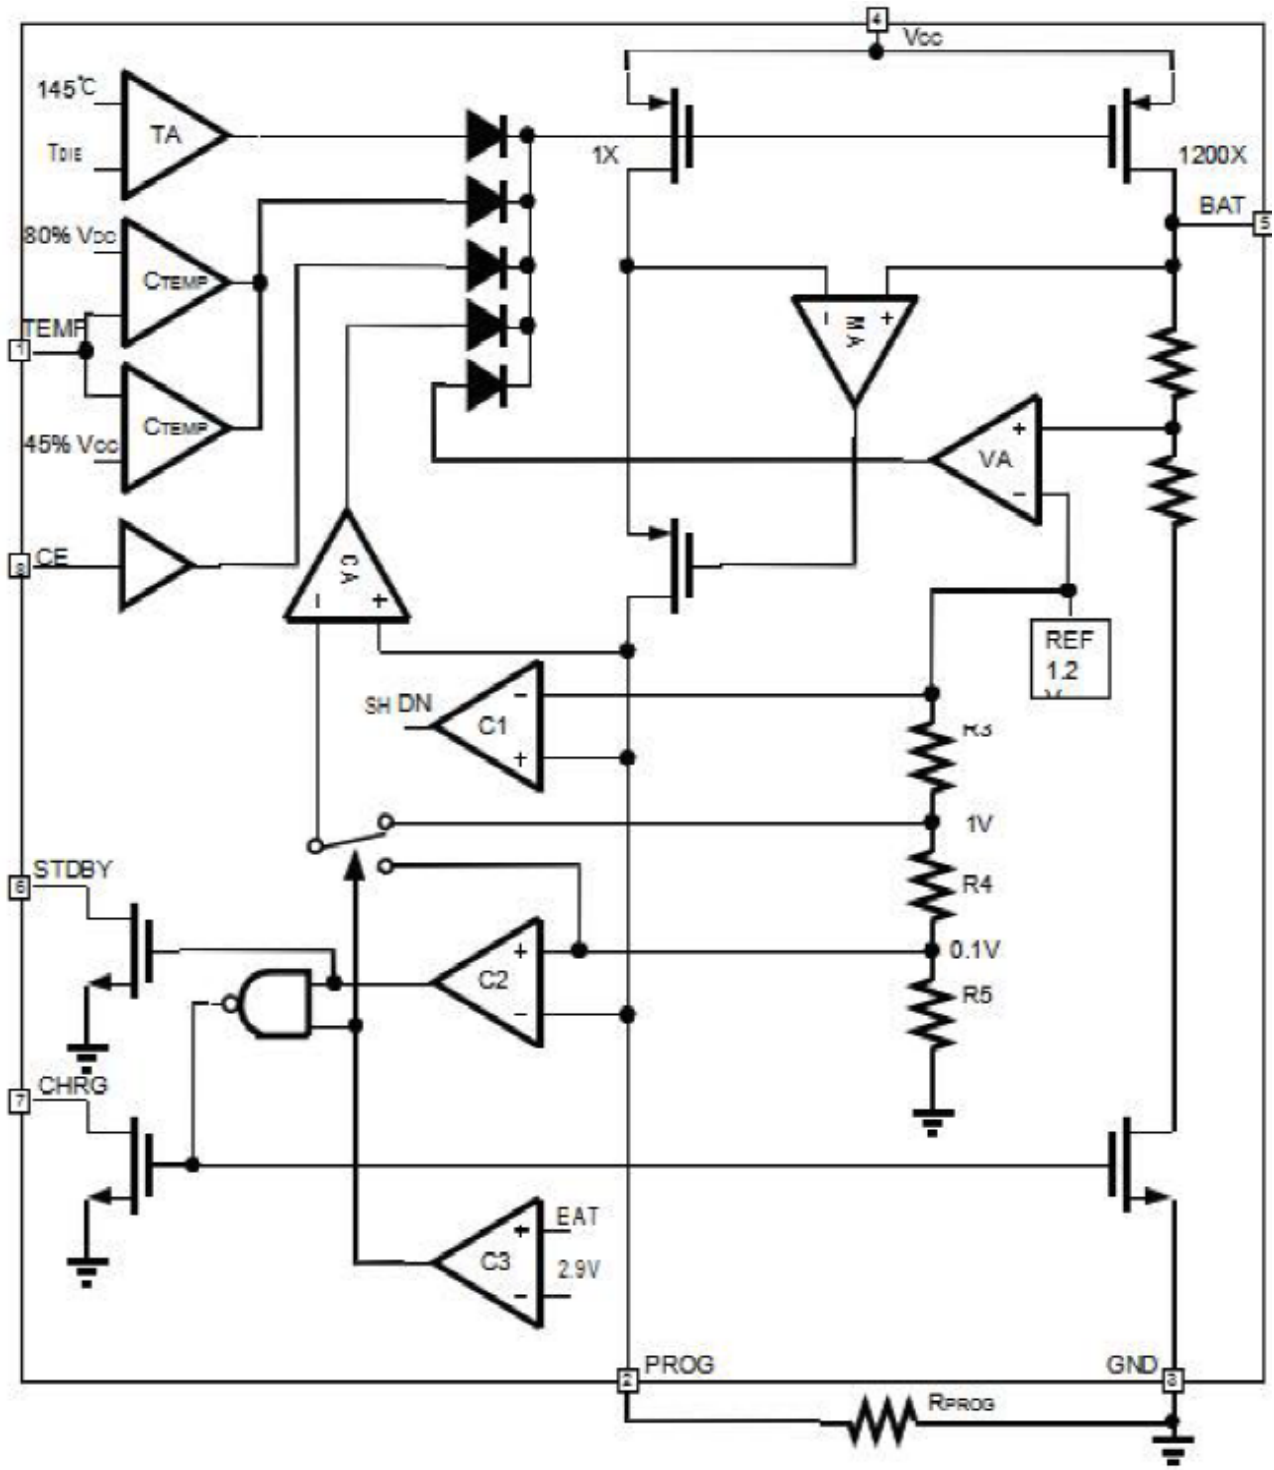 4
Vcc
145℃
TA
TDIE
1X
1200X
BAT
5
80% Vcc
CTEMP
TEMP
1
- +
MA
CTEMP
45% Vcc
+
VA
-
8
CE
CA
- +
REF
1.2
V
SH DN
-
C1
+
R3
1V
STDBY
6
R4
+
0.1V
C2
R5
-
CHRG
7
+
EAT
C3
2.9V
-
PROG
GND
2
3
RPROG